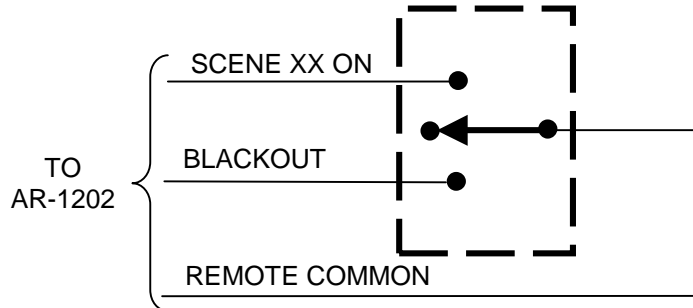 SCENE XX ON
BLACKOUT
TO
AR-1202
REMOTE COMMON